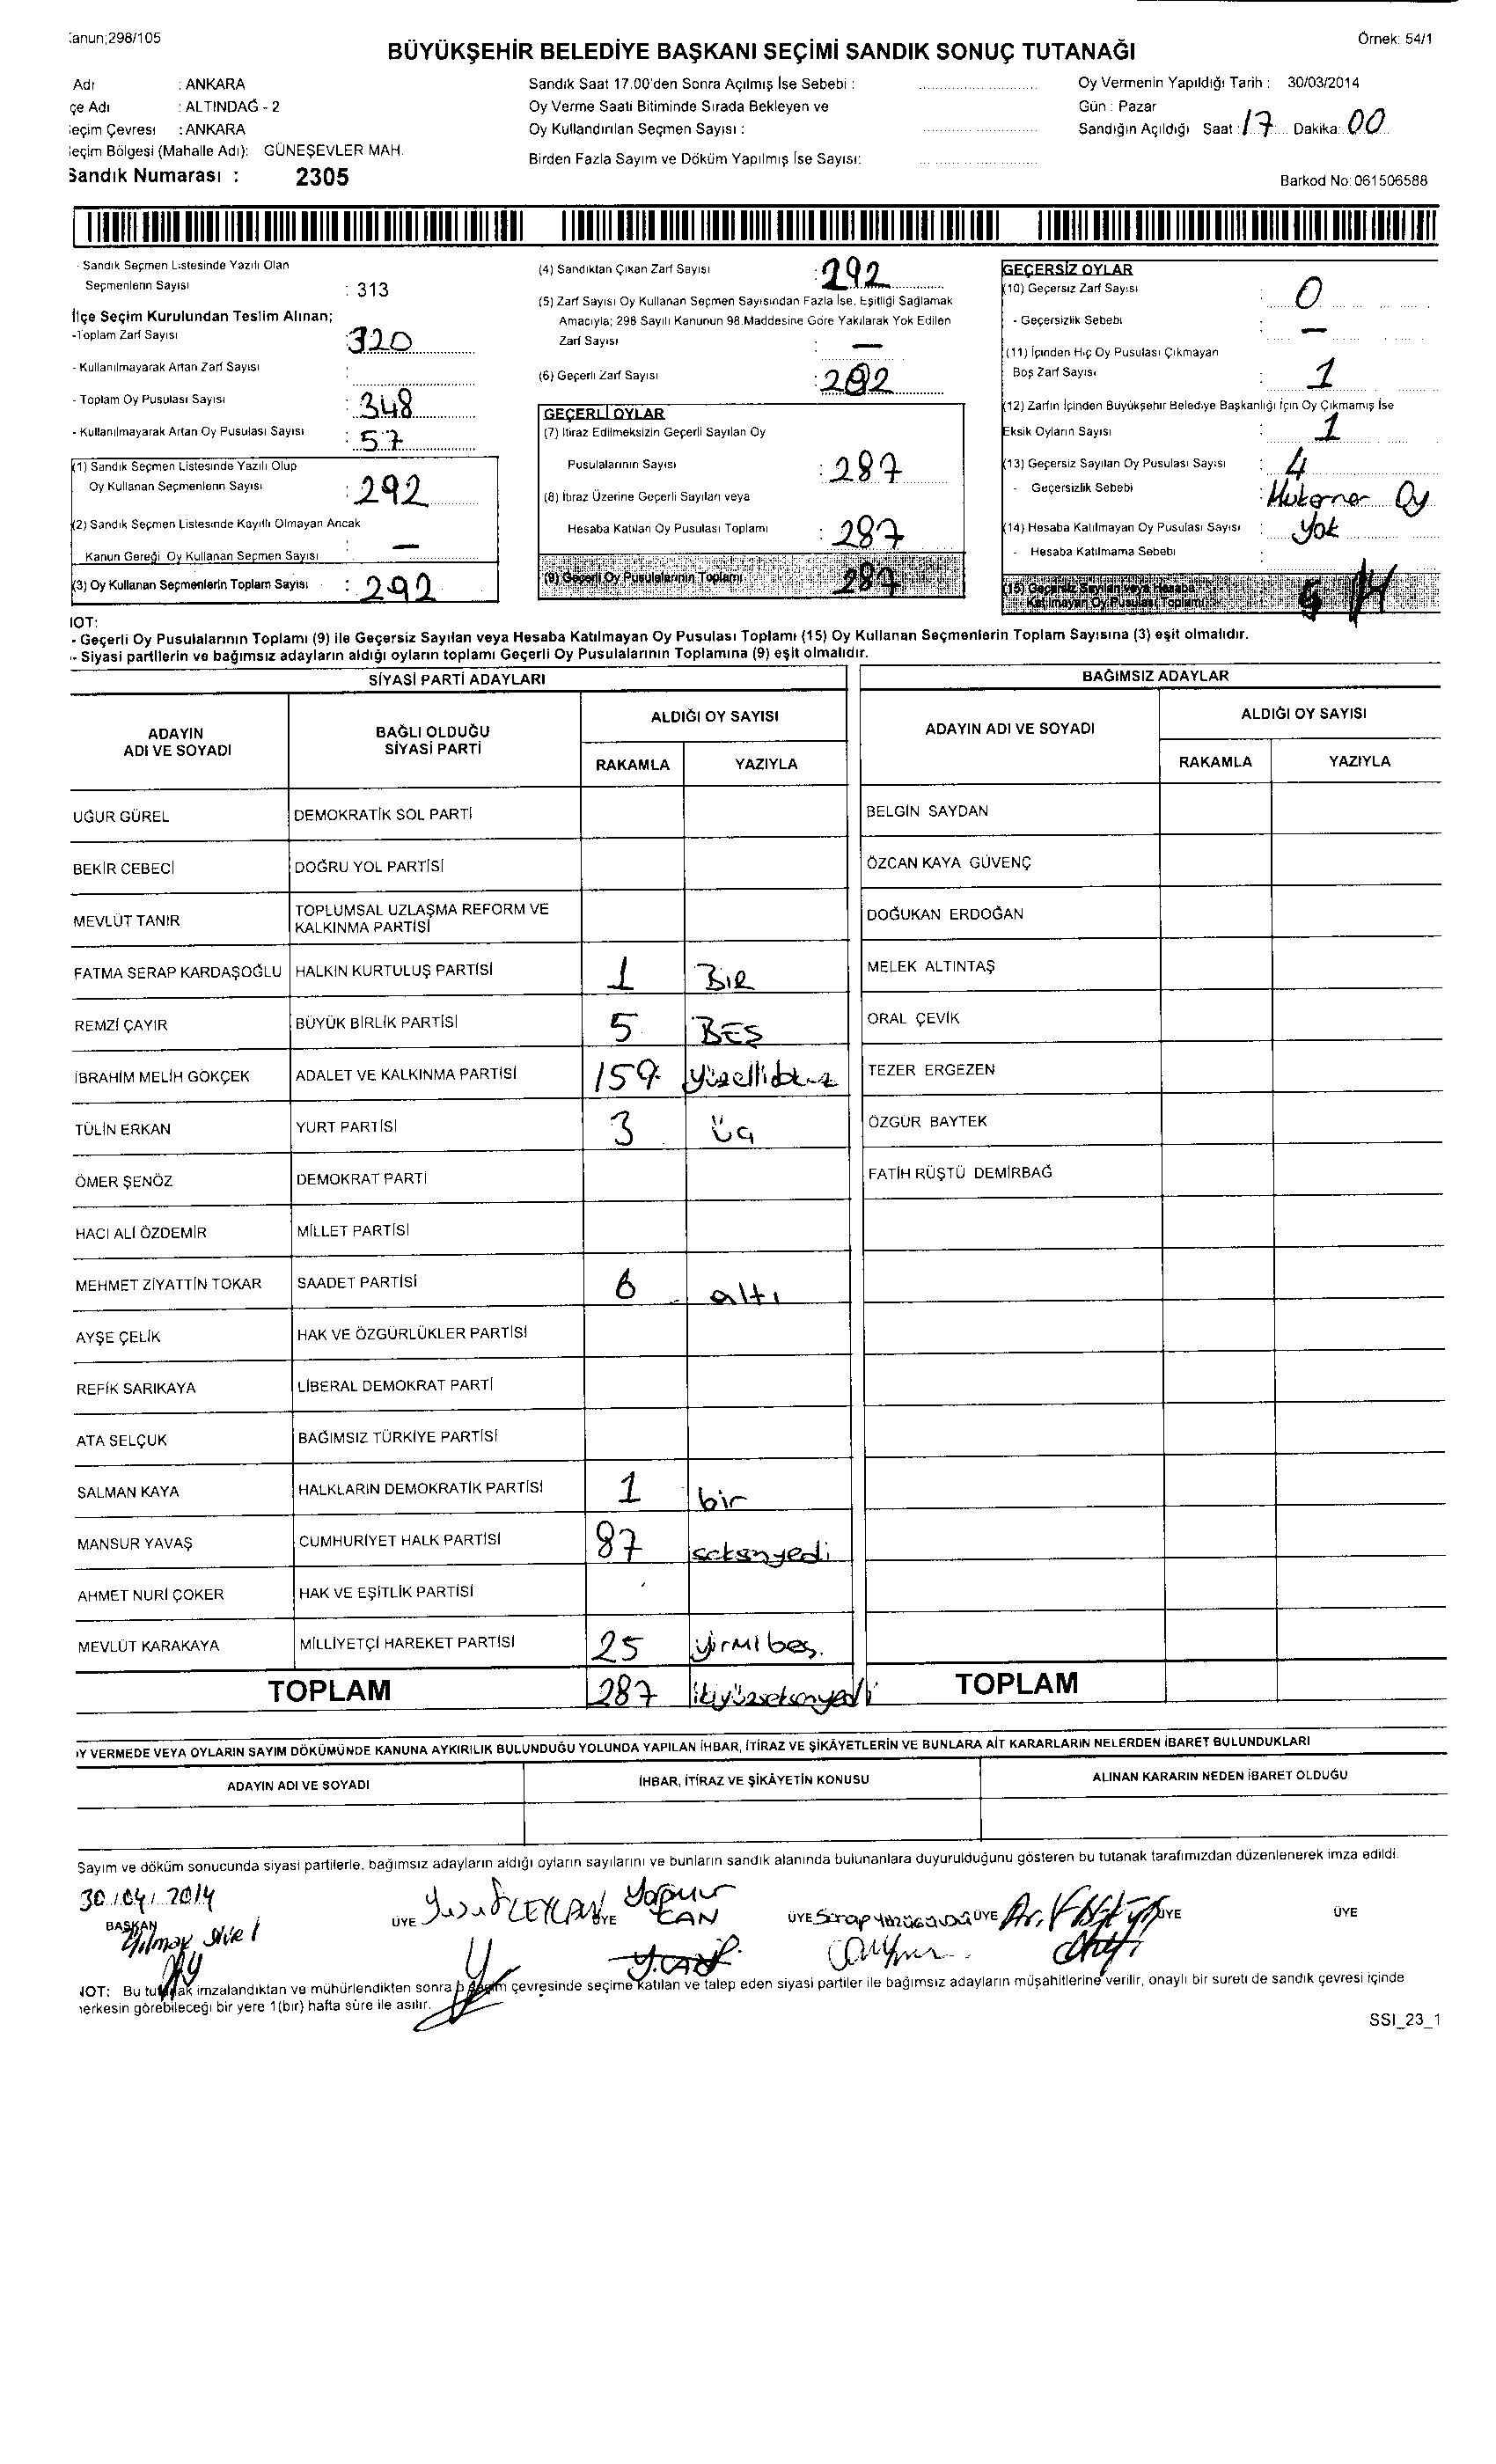 anun;298/105
Örnek: 54/1
BÜYÜKŞEHİR BELEDİYE BAŞKANI SEÇİMİ SANDIK SONUÇ TUTANAĞI
Adı : ANKARA
çe Adı : ALTINDAĞ - 2
eçim Çevresi : ANKARA
eçim Bölgesi (Mahalle Adı): GÜNEŞEVLER MAH.
Sandık Numarası : 2305
Sandık Saat 17.00'den Sonra Açılmış İse Sebebi :
Oy Verme Saati Bitiminde Sırada Bekleyen ve
Oy Kullandırılan Seçmen Sayısı :
Birden Fazla Sayım ve Döküm Yapılmış İse Sayısı:
Oy Vermenin Yapıldığı Tarih : 30/03/2014
Gün : Pazar
Sandığın Açıldığı Saat : 17 Dakika: 00
Barkod No: 061506588
- Sandık Seçmen Listesinde Yazılı Olan
Seçmenlerin Sayısı : 313
İlçe Seçim Kurulundan Teslim Alınan;
-Toplam Zarf Sayısı 320
- Kullanılmayarak Artan Zarf Sayısı :
- Toplam Oy Pusulası Sayısı : 348
- Kullanılmayarak Artan Oy Pusulası Sayısı : 57
(1) Sandık Seçmen Listesinde Yazılı Olup
Oy Kullanan Seçmenlerin Sayısı : 292
(2) Sandık Seçmen Listesinde Kayıtlı Olmayan Ancak
Kanun Gereği Oy Kullanan Seçmen Sayısı : —
(3) Oy Kullanan Seçmenlerin Toplam Sayısı : 292
(4) Sandıktan Çıkan Zarf Sayısı : 292
(5) Zarf Sayısı Oy Kullanan Seçmen Sayısından Fazla İse, Eşitliği Sağlamak
Amacıyla; 298 Sayılı Kanunun 98.Maddesine Göre Yakılarak Yok Edilen
Zarf Sayısı : —
(6) Geçerli Zarf Sayısı : 292
GEÇERLİ OYLAR
(7) İtiraz Edilmeksizin Geçerli Sayılan Oy
Pusulalarının Sayısı : 287
(8) İtiraz Üzerine Geçerli Sayılan veya
Hesaba Katılan Oy Pusulası Toplamı : 287
(9) Geçerli Oy Pusulalarının Toplamı 287
GEÇERSİZ OYLAR
(10) Geçersiz Zarf Sayısı : 0
- Geçersizlik Sebebi : —
(11) İçinden Hiç Oy Pusulası Çıkmayan
Boş Zarf Sayısı : 1
(12) Zarfın İçinden Büyükşehir Belediye Başkanlığı İçin Oy Çıkmamış İse
Eksik Oyların Sayısı : 1
(13) Geçersiz Sayılan Oy Pusulası Sayısı : 4
- Geçersizlik Sebebi : Mükerrer Oy
(14) Hesaba Katılmayan Oy Pusulası Sayısı : Yok
- Hesaba Katılmama Sebebi :
(15) Geçersiz Sayılan veya Hesaba
Katılmayan Oy Pusulası Toplamı:
NOT:
- Geçerli Oy Pusulalarının Toplamı (9) ile Geçersiz Sayılan veya Hesaba Katılmayan Oy Pusulası Toplamı (15) Oy Kullanan Seçmenlerin Toplam Sayısına (3) eşit olmalıdır.
- Siyasi partilerin ve bağımsız adayların aldığı oyların toplamı Geçerli Oy Pusulalarının Toplamına (9) eşit olmalıdır.
SİYASİ PARTİ ADAYLARI
ADAYIN
ADI VE SOYADI
BAĞLI OLDUĞU
SİYASİ PARTİ
ALDIĞI OY SAYISI
RAKAMLA YAZIYLA
UĞUR GÜREL DEMOKRATİK SOL PARTİ
BEKİR CEBECİ DOĞRU YOL PARTİSİ
MEVLÜT TANIR TOPLUMSAL UZLAŞMA REFORM VE
KALKINMA PARTİSİ
FATMA SERAP KARDAŞOĞLU HALKIN KURTULUŞ PARTİSİ 1 BİR
REMZİ ÇAYIR BÜYÜK BİRLİK PARTİSİ 5 BEŞ
İBRAHİM MELİH GÖKÇEK ADALET VE KALKINMA PARTİSİ 159 yüzellidokuz
TÜLİN ERKAN YURT PARTİSİ 3 üç
ÖMER ŞENÖZ DEMOKRAT PARTİ
HACI ALİ ÖZDEMİR MİLLET PARTİSİ
MEHMET ZİYATTİN TOKAR SAADET PARTİSİ 6 altı
AYŞE ÇELİK HAK VE ÖZGÜRLÜKLER PARTİSİ
REFİK SARIKAYA LİBERAL DEMOKRAT PARTİ
ATA SELÇUK BAĞIMSIZ TÜRKİYE PARTİSİ
SALMAN KAYA HALKLARIN DEMOKRATİK PARTİSİ 1 bir
MANSUR YAVAŞ CUMHURİYET HALK PARTİSİ 87 seksenyedi
AHMET NURİ ÇOKER HAK VE EŞİTLİK PARTİSİ
MEVLÜT KARAKAYA MİLLİYETÇİ HAREKET PARTİSİ 25 yirmibeş.
TOPLAM 287 ikiyüzseksenyedi
BAĞIMSIZ ADAYLAR
ADAYIN ADI VE SOYADI
ALDIĞI OY SAYISI
RAKAMLA YAZIYLA
BELGİN SAYDAN
ÖZCAN KAYA GÜVENÇ
DOĞUKAN ERDOĞAN
MELEK ALTINTAŞ
ORAL ÇEVİK
TEZER ERGEZEN
ÖZGÜR BAYTEK
FATİH RÜŞTÜ DEMİRBAĞ
TOPLAM
OY VERMEDE VEYA OYLARIN SAYIM DÖKÜMÜNDE KANUNA AYKIRILIK BULUNDUĞU YOLUNDA YAPILAN İHBAR, İTİRAZ VE ŞİKÂYETLERİN VE BUNLARA AİT KARARLARIN NELERDEN İBARET BULUNDUKLARI
ADAYIN ADI VE SOYADI İHBAR, İTİRAZ VE ŞİKÂYETİN KONUSU ALINAN KARARIN NEDEN İBARET OLDUĞU
Sayım ve döküm sonucunda siyasi partilerle, bağımsız adayların aldığı oyların sayılarını ve bunların sandık alanında bulunanlara duyurulduğunu gösteren bu tutanak tarafımızdan düzenlenerek imza edildi.
30/04/2014
BAŞKAN ÜYE Yusuf CEYLAN ÜYE CAN ÜYE Serap ÜYE ÜYE ÜYE
Yılmaz
NOT: Bu tutanak imzalandıktan ve mühürlendikten sonra seçim çevresinde seçime katılan ve talep eden siyasi partiler ile bağımsız adayların müşahitlerine verilir, onaylı bir sureti de sandık çevresi içinde
herkesin görebileceği bir yere 1(bir) hafta süre ile asılır.
SSI_23_1